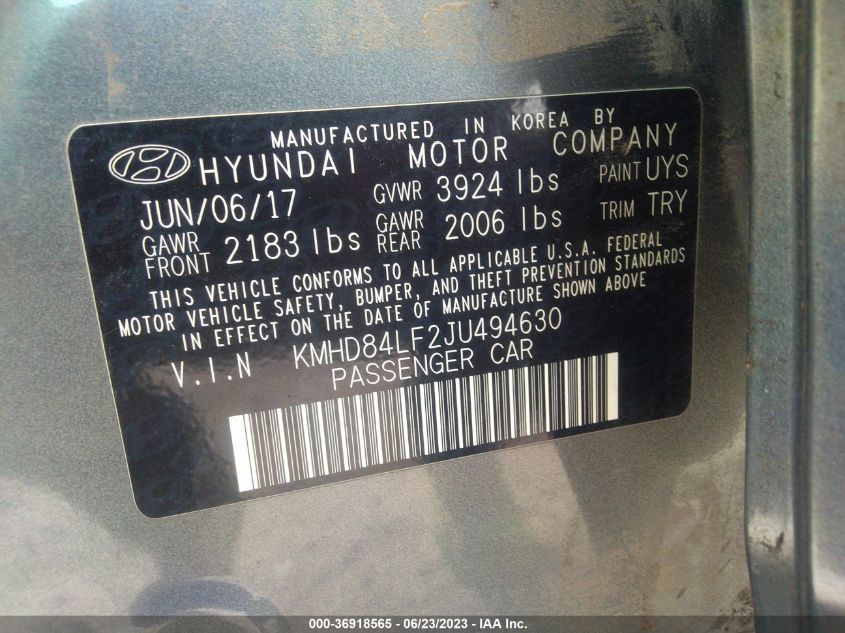 MANUFACTURED IN KOREA BY
HYUNDAI MOTOR COMPANY
JUN/06/17 GVWR 3924 lbs PAINT UYS
GAWR FRONT 2183 lbs GAWR REAR 2006 lbs TRIM TRY
THIS VEHICLE CONFORMS TO ALL APPLICABLE U.S.A. FEDERAL
MOTOR VEHICLE SAFETY, BUMPER, AND THEFT PREVENTION STANDARDS
IN EFFECT ON THE DATE OF MANUFACTURE SHOWN ABOVE
V.I.N KMHD84LF2JU494630
PASSENGER CAR
000-36918565 - 06/23/2023 - IAA Inc.